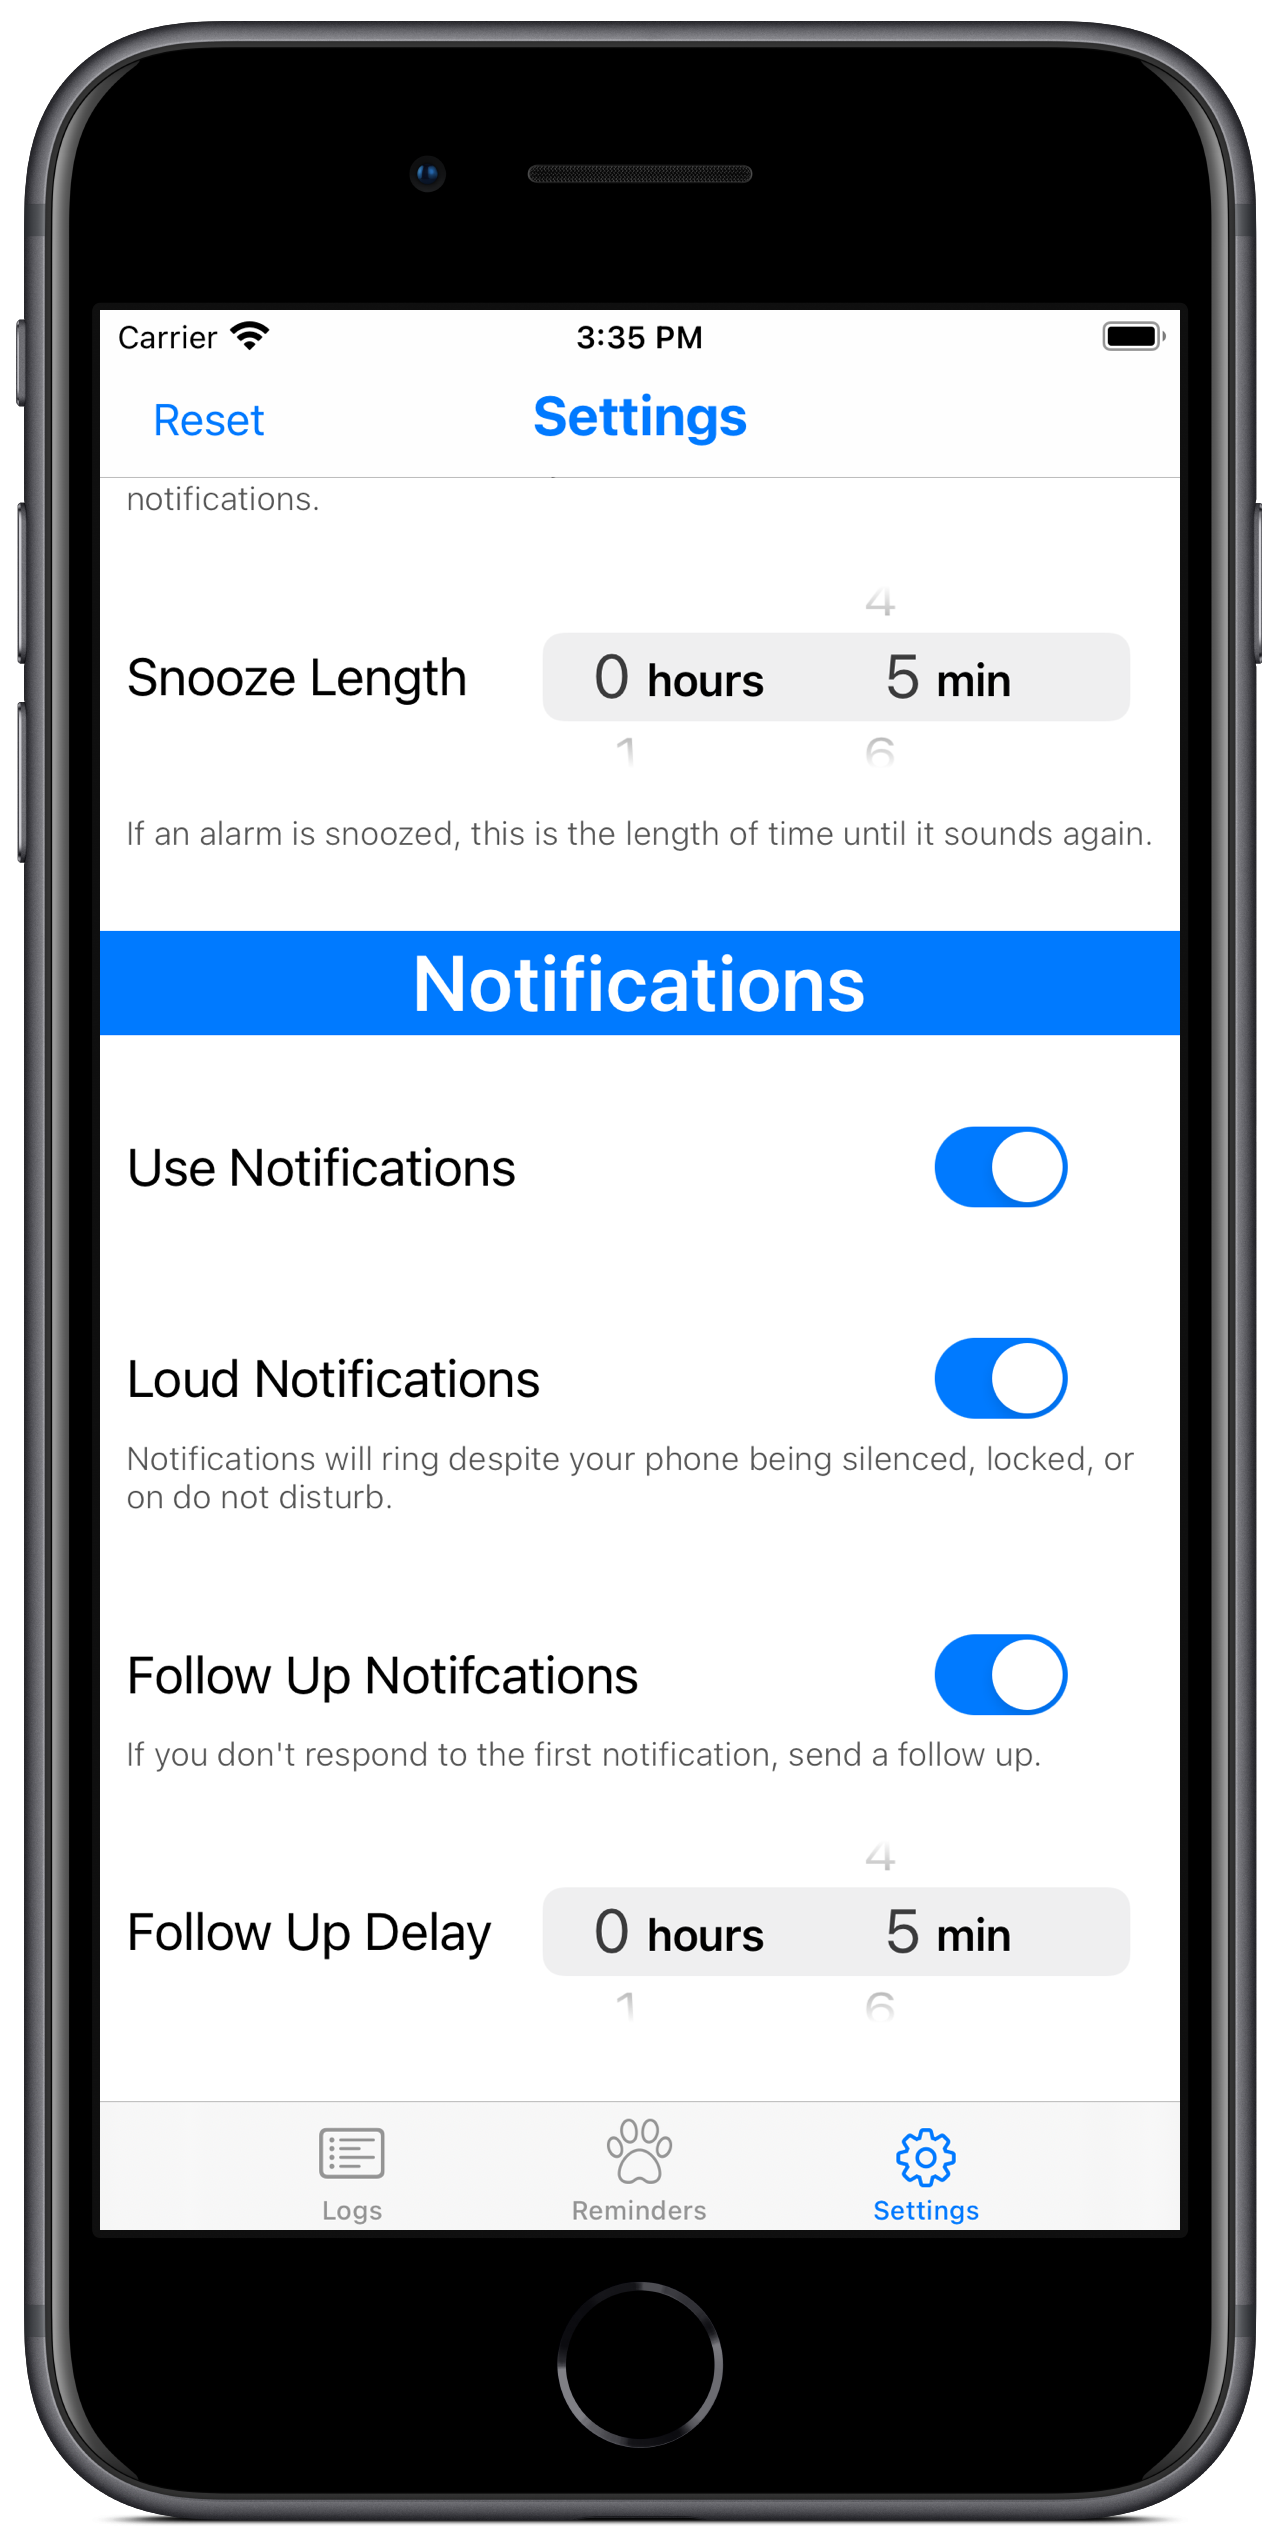 Carrier 3:35 PM
Reset Settings
notifications.
4
Snooze Length 0 hours 5 min
1 6
If an alarm is snoozed, this is the length of time until it sounds again.
Notifications
Use Notifications
Loud Notifications
Notifications will ring despite your phone being silenced, locked, or
on do not disturb.
Follow Up Notifcations
If you don't respond to the first notification, send a follow up.
4
Follow Up Delay 0 hours 5 min
1 6
Logs Reminders Settings